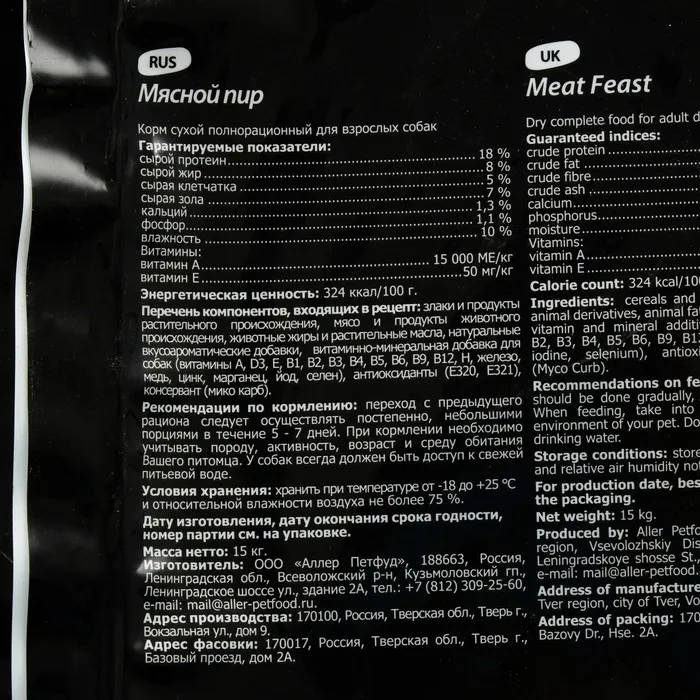 RUS
Мясной пир
Корм сухой полнорационный для взрослых собак
Гарантируемые показатели:
сырой протеин 18 %
сырой жир 8 %
сырая клетчатка 5 %
сырая зола 7 %
кальций 1,3 %
фосфор 1,1 %
влажность 10 %
Витамины:
витамин А 15 000 МЕ/кг
витамин Е 50 мг/кг
Энергетическая ценность: 324 ккал/100 г.
Перечень компонентов, входящих в рецепт: злаки и продукты
растительного происхождения, мясо и продукты животного
происхождения, животные жиры и растительные масла, натуральные
вкусоароматические добавки, витаминно-минеральная добавка для
собак (витамины A, D3, E, B1, B2, B3, B4, B5, B6, B9, B12, H, железо,
медь, цинк, марганец, йод, селен), антиоксиданты (Е320, Е321),
консервант (мико карб).
Рекомендации по кормлению: переход с предыдущего
рациона следует осуществлять постепенно, небольшими
порциями в течение 5 - 7 дней. При кормлении необходимо
учитывать породу, активность, возраст и среду обитания
Вашего питомца. У собак всегда должен быть доступ к свежей
питьевой воде.
Условия хранения: хранить при температуре от -18 до +25 °С
и относительной влажности воздуха не более 75 %.
Дату изготовления, дату окончания срока годности,
номер партии см. на упаковке.
Масса нетто: 15 кг.
Изготовитель: ООО «Аллер Петфуд», 188663, Россия,
Ленинградская обл., Всеволожский р-н, Кузьмоловский гп.,
Ленинградское шоссе ул., здание 2А, тел.: +7 (812) 309-25-60,
e-mail: mail@aller-petfood.ru.
Адрес производства: 170100, Россия, Тверская обл., Тверь г.,
Вокзальная ул., дом 9.
Адрес фасовки: 170017, Россия, Тверская обл., Тверь г.,
Базовый проезд, дом 2А.
UK
Meat Feast
Dry complete food for adult d
Guaranteed indices:
crude protein
crude fat
crude fibre
crude ash
calcium
phosphorus
moisture
Vitamins:
vitamin A
vitamin E
Calorie count: 324 kcal/100
Ingredients: cereals and
animal derivatives, animal fa
vitamin and mineral addi
B2, B3, B4, B5, B6, B9, B12
iodine, selenium), antiox
(Myco Curb).
Recommendations on fe
should be done gradually,
When feeding, take into
environment of your pet. Do
drinking water.
Storage conditions: store
and relative air humidity no
For production date, bes
the packaging.
Net weight: 15 kg.
Produced by: Aller Petfo
region, Vsevolozhskiy Dis
Leningradskoye shosse St.,
e-mail: mail@aller-petfood.
Address of manufacture
Tver region, city of Tver, Vo
Address of packing: 170
Bazovy Dr., Hse. 2A.